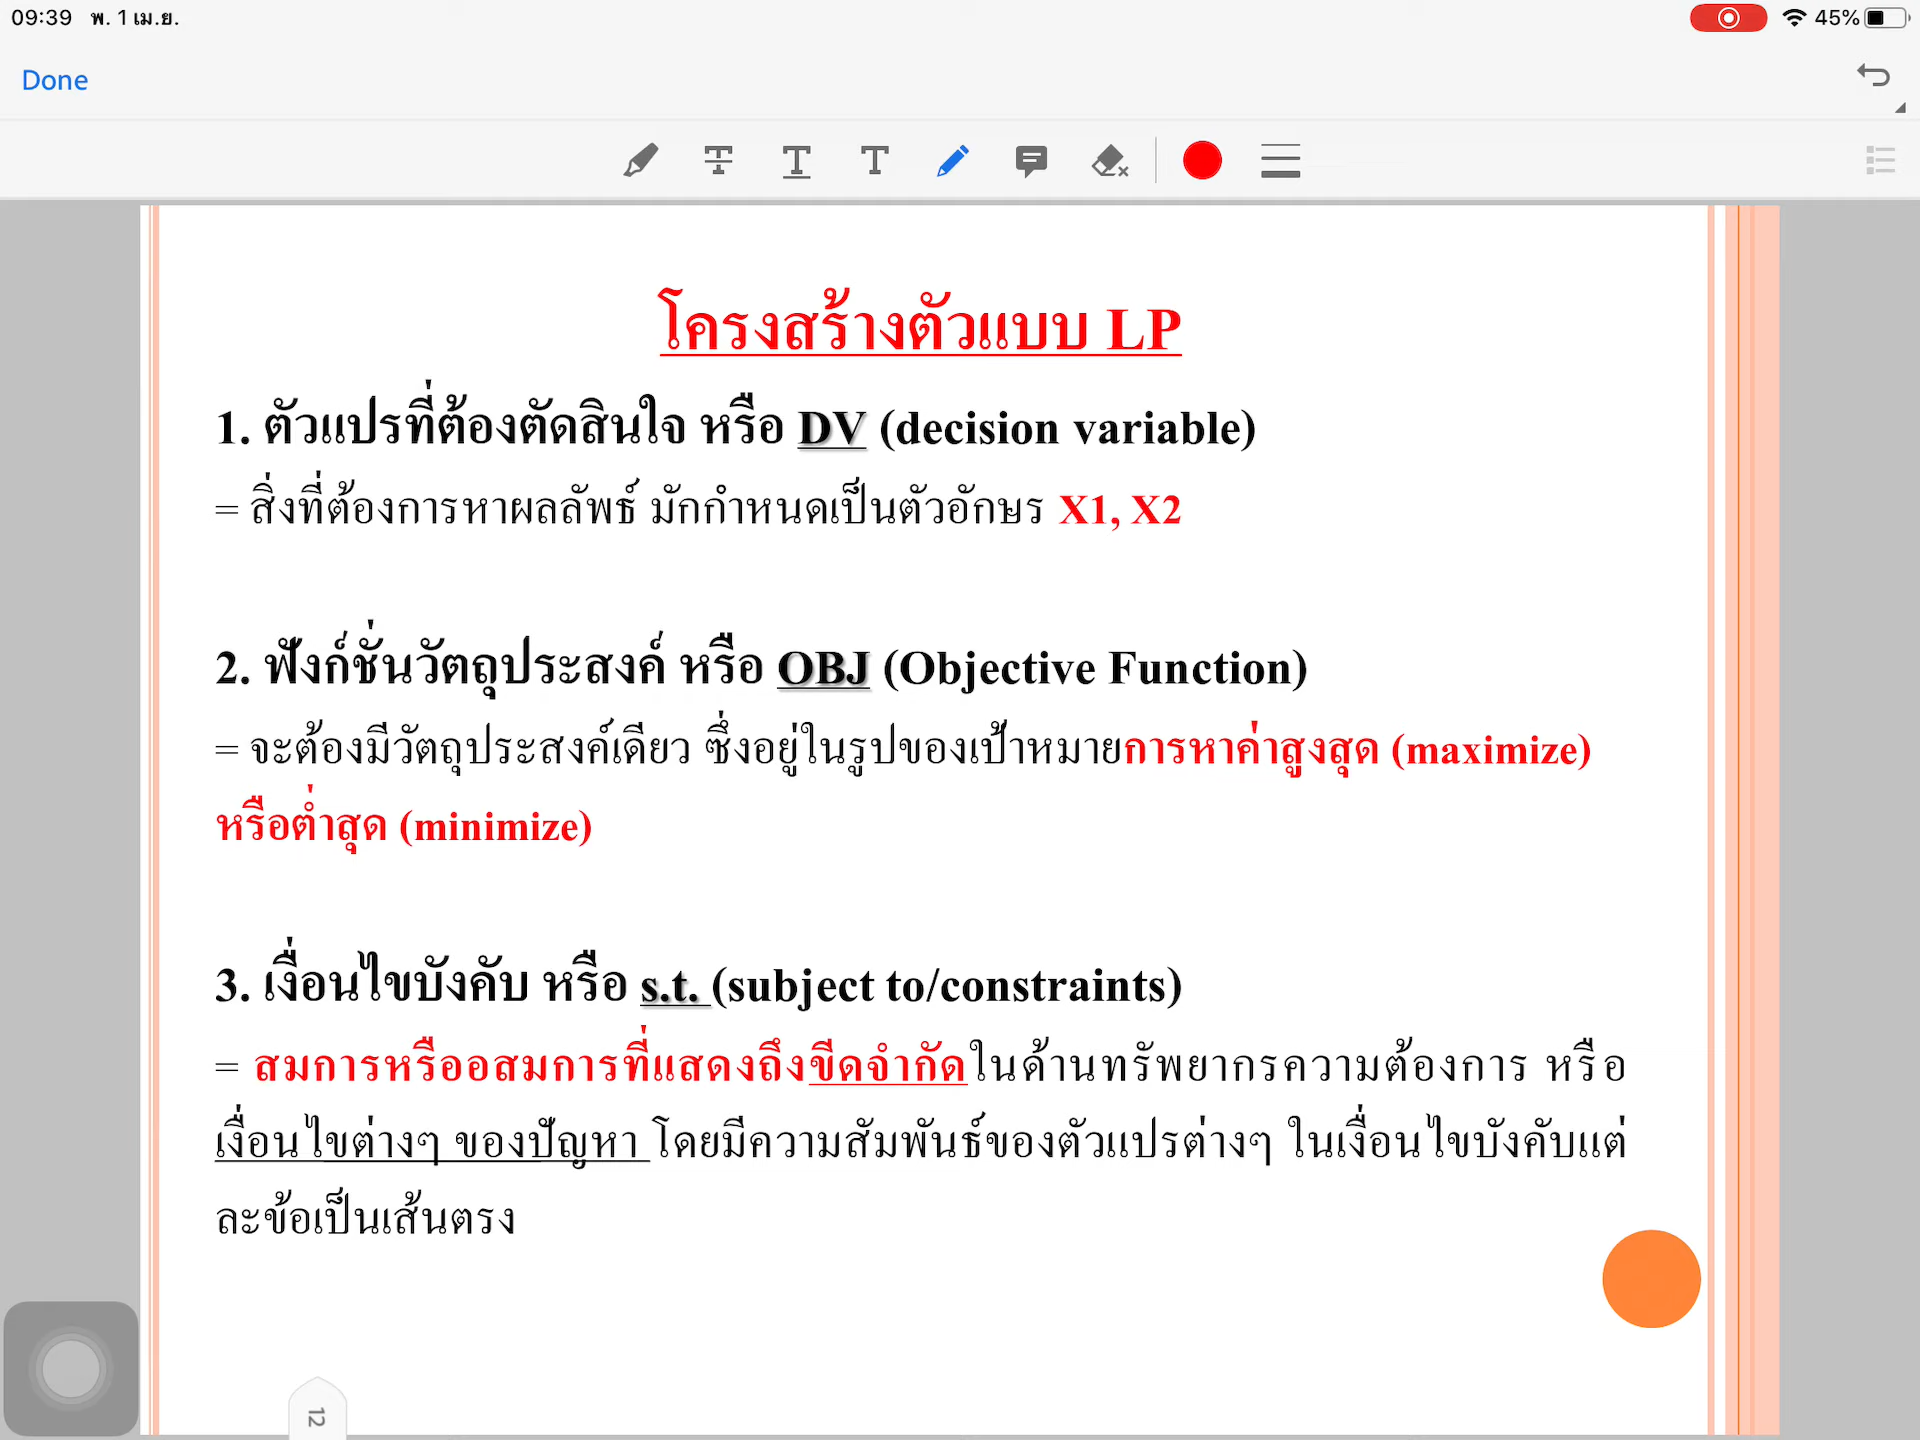 09:39 พ. 1 เม.ย.
45%
Done
โครงสร้างตัวแบบ LP
1. ตัวแปรที่ต้องตัดสินใจ หรือ DV (decision variable)
= สิ่งที่ต้องการหาผลลัพธ์ มักกำหนดเป็นตัวอักษร X1, X2
2. ฟังก์ชั่นวัตถุประสงค์ หรือ OBJ (Objective Function)
= จะต้องมีวัตถุประสงค์เดียว ซึ่งอยู่ในรูปของเป้าหมายการหาค่าสูงสุด (maximize)
หรือต่ำสุด (minimize)
3. เงื่อนไขบังคับ หรือ s.t. (subject to/constraints)
= สมการหรืออสมการที่แสดงถึงขีดจำกัดในด้านทรัพยากรความต้องการ หรือ
เงื่อนไขต่างๆ ของปัญหา โดยมีความสัมพันธ์ของตัวแปรต่างๆ ในเงื่อนไขบังคับแต่
ละข้อเป็นเส้นตรง
12